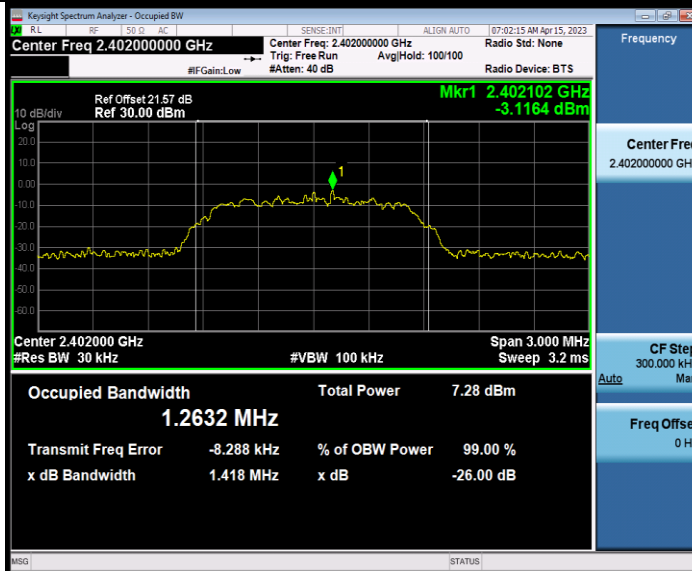 Keysight Spectrum Analyzer - Occupied BW
LXI RL RF 50 Ω AC SENSE:INT ALIGN AUTO 07:02:15 AM Apr 15, 2023
Center Freq 2.402000000 GHz
Center Freq: 2.402000000 GHz
Radio Std: None
Trig: Free Run Avg|Hold: 100/100
#IFGain:Low #Atten: 40 dB Radio Device: BTS
Frequency
Mkr1 2.402102 GHz
-3.1164 dBm
Ref Offset 21.57 dB
10 dB/div Ref 30.00 dBm
Log
20.0
10.0
0.00
-10.0
-20.0
-30.0
-40.0
-50.0
-60.0
1
Center 2.402000 GHz Span 3.000 MHz
#Res BW 30 kHz #VBW 100 kHz Sweep 3.2 ms
Center Freq
2.402000000 GH
CF Step
300.000 kH
Auto Ma
Freq Offse
0 H
Occupied Bandwidth Total Power 7.28 dBm
1.2632 MHz
Transmit Freq Error -8.288 kHz % of OBW Power 99.00 %
x dB Bandwidth 1.418 MHz x dB -26.00 dB
MSG STATUS